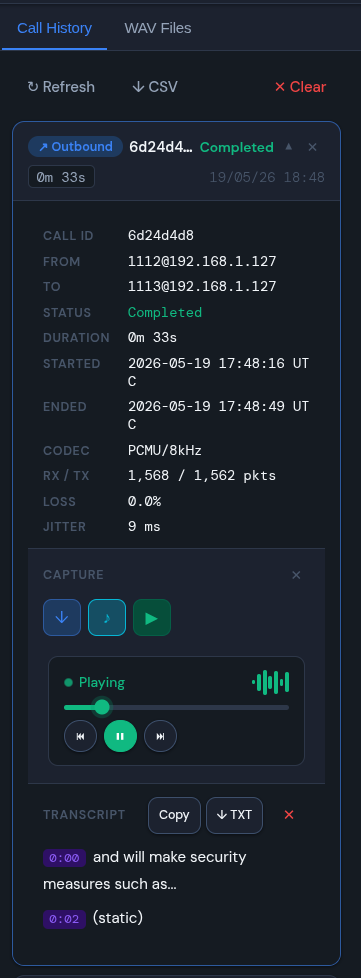 Call History WAV Files
↻ Refresh ↓ CSV ✕ Clear
↗ Outbound 6d24d4... Completed ▲ ✕
0m 33s 19/05/26 18:48
CALL ID 6d24d4d8
FROM 1112@192.168.1.127
TO 1113@192.168.1.127
STATUS Completed
DURATION 0m 33s
STARTED 2026-05-19 17:48:16 UT
C
ENDED 2026-05-19 17:48:49 UT
C
CODEC PCMU/8kHz
RX / TX 1,568 / 1,562 pkts
LOSS 0.0%
JITTER 9 ms
CAPTURE ✕
↓ ♪ ▶
Playing
⏮ ⏸ ⏭
TRANSCRIPT Copy ↓ TXT ✕
0:00 and will make security
measures such as...
0:02 (static)